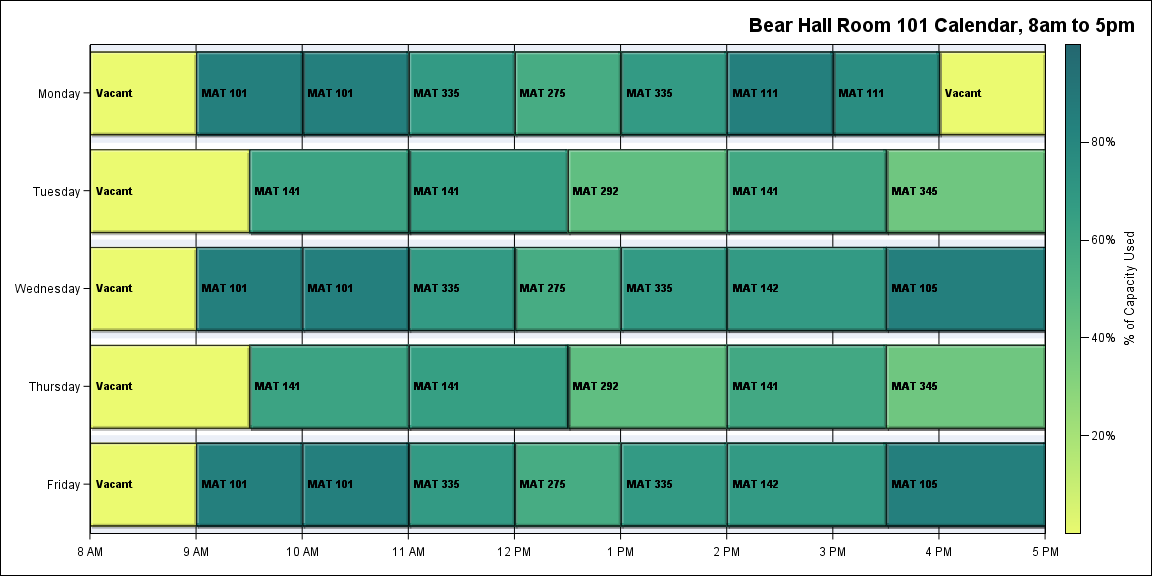 Bear Hall Room 101 Calendar, 8am to 5pm
Monday
Vacant
MAT 101
MAT 101
MAT 335
MAT 275
MAT 335
MAT 111
MAT 111
Vacant
Tuesday
Vacant
MAT 141
MAT 141
MAT 292
MAT 141
MAT 345
Wednesday
Vacant
MAT 101
MAT 101
MAT 335
MAT 275
MAT 335
MAT 142
MAT 105
Thursday
Vacant
MAT 141
MAT 141
MAT 292
MAT 141
MAT 345
Friday
Vacant
MAT 101
MAT 101
MAT 335
MAT 275
MAT 335
MAT 142
MAT 105
8 AM
9 AM
10 AM
11 AM
12 PM
1 PM
2 PM
3 PM
4 PM
5 PM
80%
60%
40%
20%
% of Capacity Used